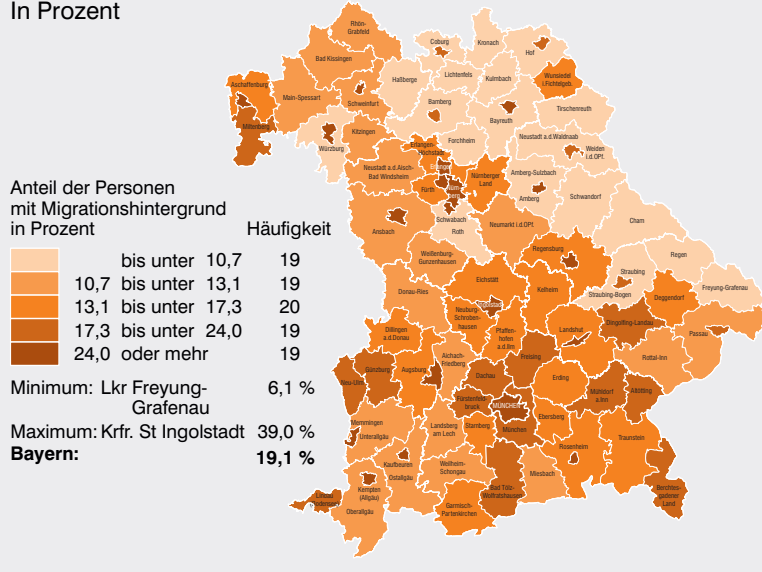 In Prozent
Anteil der Personen
mit Migrationshintergrund
in Prozent Häufigkeit
bis unter 10,7 19
10,7 bis unter 13,1 19
13,1 bis unter 17,3 20
17,3 bis unter 24,0 19
24,0 oder mehr 19
Minimum: Lkr Freyung-
Grafenau 6,1 %
Maximum: Krfr. St Ingolstadt 39,0 %
Bayern: 19,1 %
Rhön-
Grabfeld
Bad Kissingen
Coburg
Kronach
Hof
Lichtenfels
Kulmbach
Haßberge
Wunsiedel
i.Fichtelgeb.
Aschaffenburg
Main-Spessart
Schweinfurt
Bamberg
Bayreuth
Tirschenreuth
Miltenberg
Würzburg
Kitzingen
Erlangen-
Höchstadt
Forchheim
Neustadt a.d.Waldnaab
Weiden
i.d.OPf.
Neustadt a.d.Aisch-
Bad Windsheim
Fürth
Nürnberger
Land
Amberg-Sulzbach
Amberg
Schwandorf
Ansbach
Schwabach
Roth
Neumarkt i.d.OPf.
Cham
Weißenburg-
Gunzenhausen
Regensburg
Regen
Straubing
Straubing-Bogen
Freyung-Grafenau
Deggendorf
Eichstätt
Kelheim
Donau-Ries
Neuburg-
Schroben-
hausen
Pfaffen-
hofen
a.d.Ilm
Landshut
Dingolfing-Landau
Passau
Dillingen
a.d.Donau
Aichach-
Friedberg
Freising
Rottal-Inn
Neu-Ulm
Günzburg
Augsburg
Dachau
Erding
Mühldorf
a.Inn
Altötting
Fürstenfeld-
bruck
MÜNCHEN
München
Ebersberg
Memmingen
Unterallgäu
Landsberg
am Lech
Starnberg
Rosenheim
Traunstein
Kaufbeuren
Ostallgäu
Weilheim-
Schongau
Miesbach
Bad Tölz-
Wolfratshausen
Berchtes-
gadener
Land
Kempten
(Allgäu)
Oberallgäu
Garmisch-
Partenkirchen
Lindau